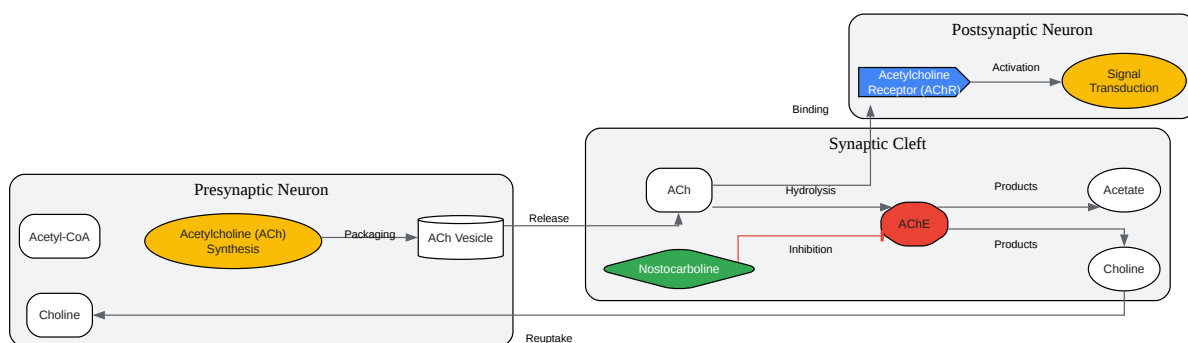 Postsynaptic Neuron
Acetylcholine
Receptor (AChR)
Activation
Signal
Transduction
Binding
Synaptic Cleft
ACh
Hydrolysis
Products
Acetate
AChE
Inhibition
Products
Choline
Nostocarboline
Presynaptic Neuron
Acetyl-CoA
Acetylcholine (ACh)
Synthesis
Packaging
ACh Vesicle
Release
Choline
Reuptake